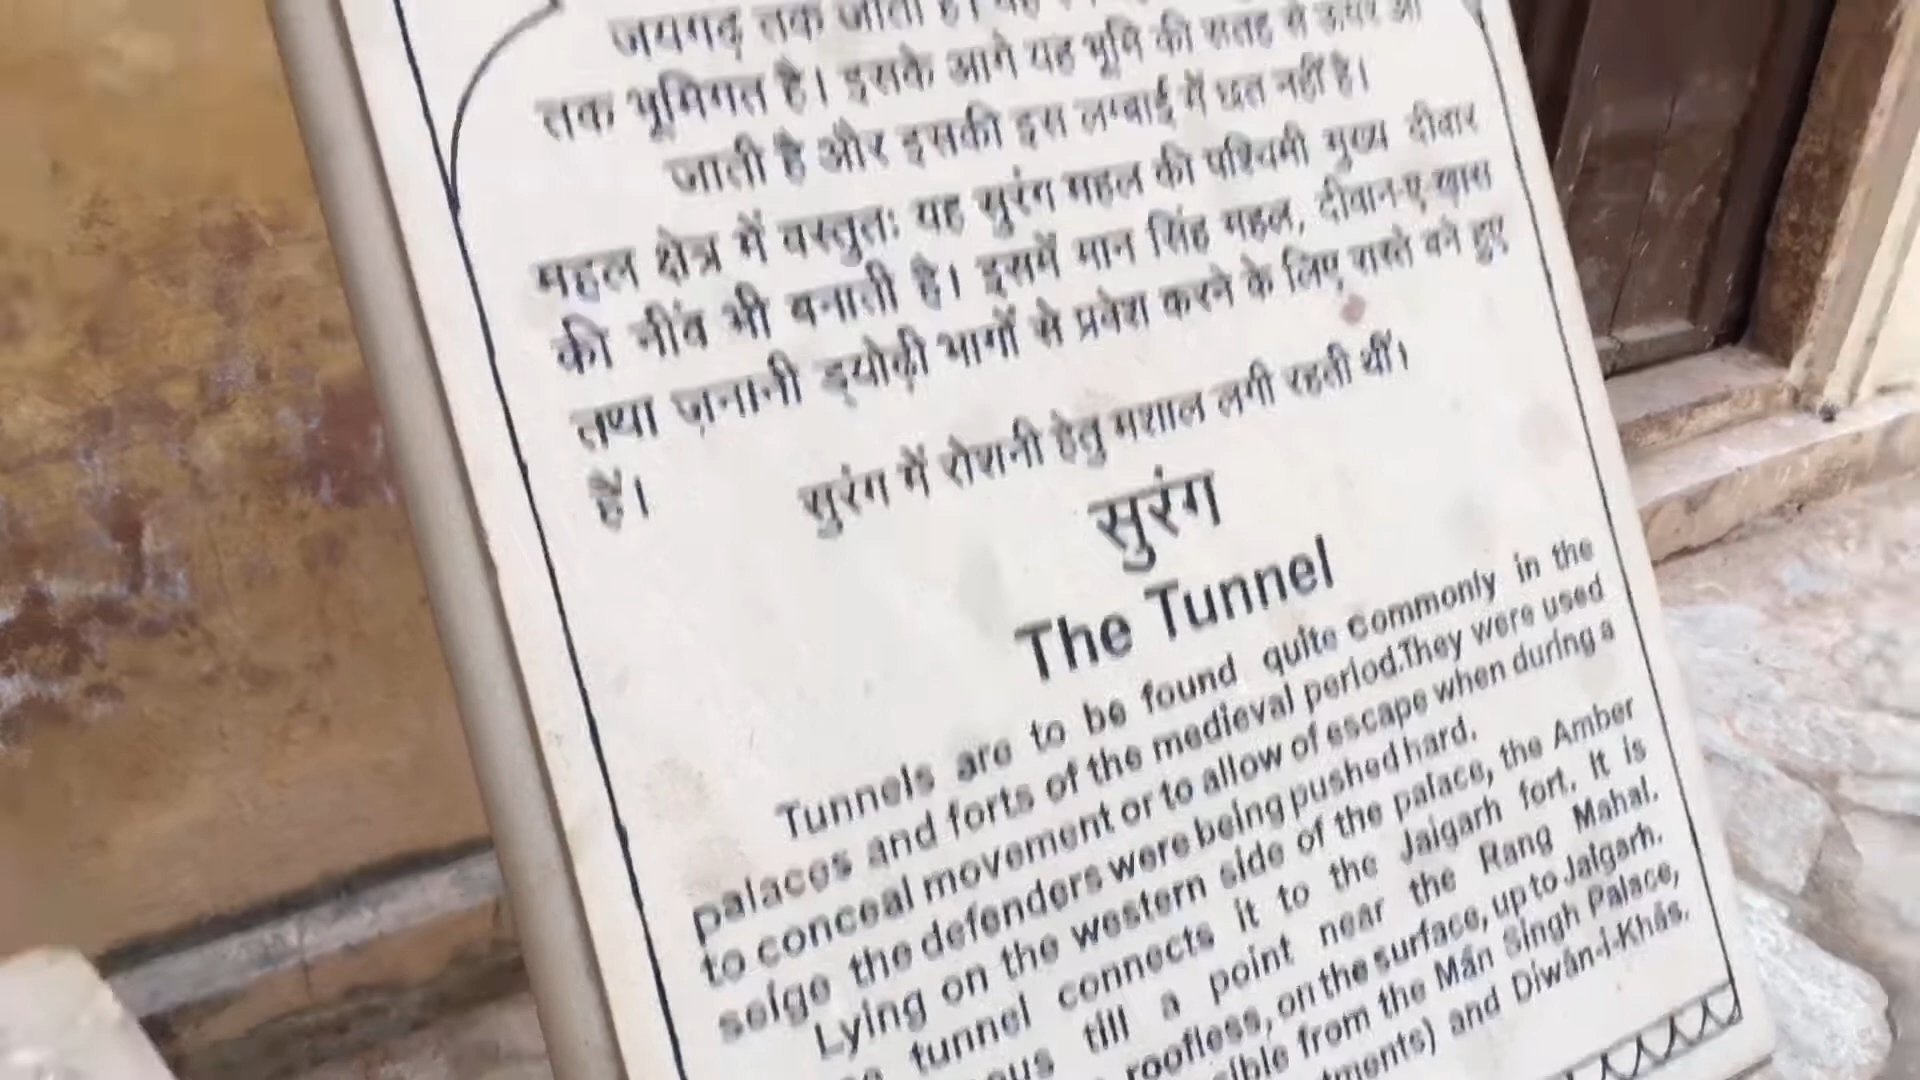 जयगढ़ तक जाती है। यह
तक भूमिगत है। इसके आगे यह भूमि की सतह से ऊपर आ
जाती है और इसकी इस लम्बाई में छत नहीं है।
महल क्षेत्र में वस्तुतः यह सुरंग महल की पश्चिमी मुख्य दीवार
की नींव भी बनाती है। इसमें मान सिंह महल, दीवान-ए-ख़ास
तथा ज़नानी ड्योढ़ी भागों से प्रवेश करने के लिए रास्ते बने हुए
हैं।
सुरंग में रोशनी हेतु मशाल लगी रहती थीं।
सुरंग
The Tunnel
Tunnels are to be found quite commonly in the
palaces and forts of the medieval period.They were used
to conceal movement or to allow of escape when during a
seige the defenders were being pushed hard.
Lying on the western side of the palace, the Amber
tunnel connects it to the Jaigarh fort. It is
till a point near the Rang Mahal.
roofless, on the surface, up to Jaigarh.
from the Mān Singh Palace,
and Diwān-i-Khās.